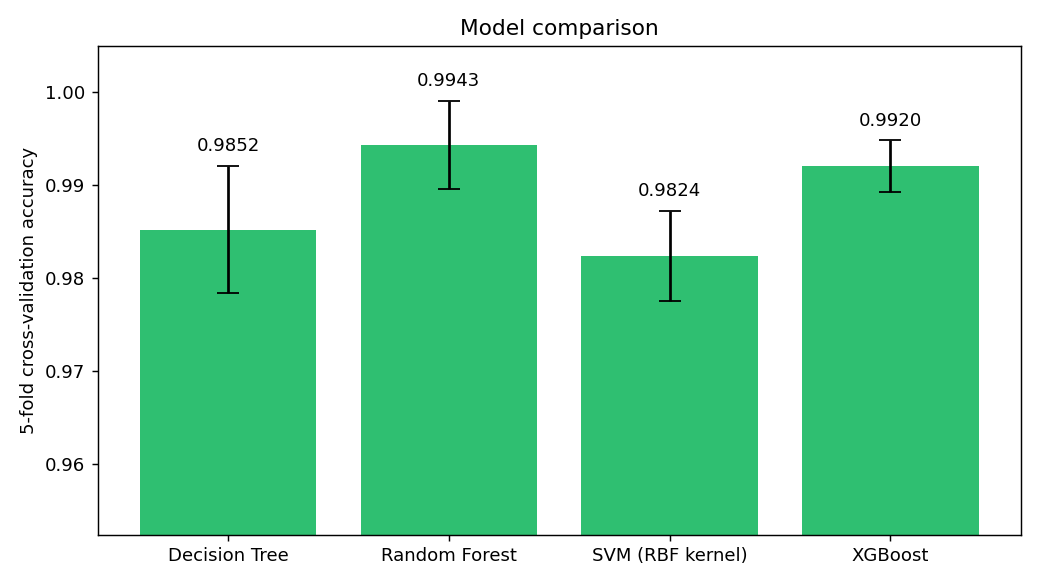 Model comparison
5-fold cross-validation accuracy
1.00
0.99
0.98
0.97
0.96
0.9852
0.9943
0.9824
0.9920
Decision Tree
Random Forest
SVM (RBF kernel)
XGBoost